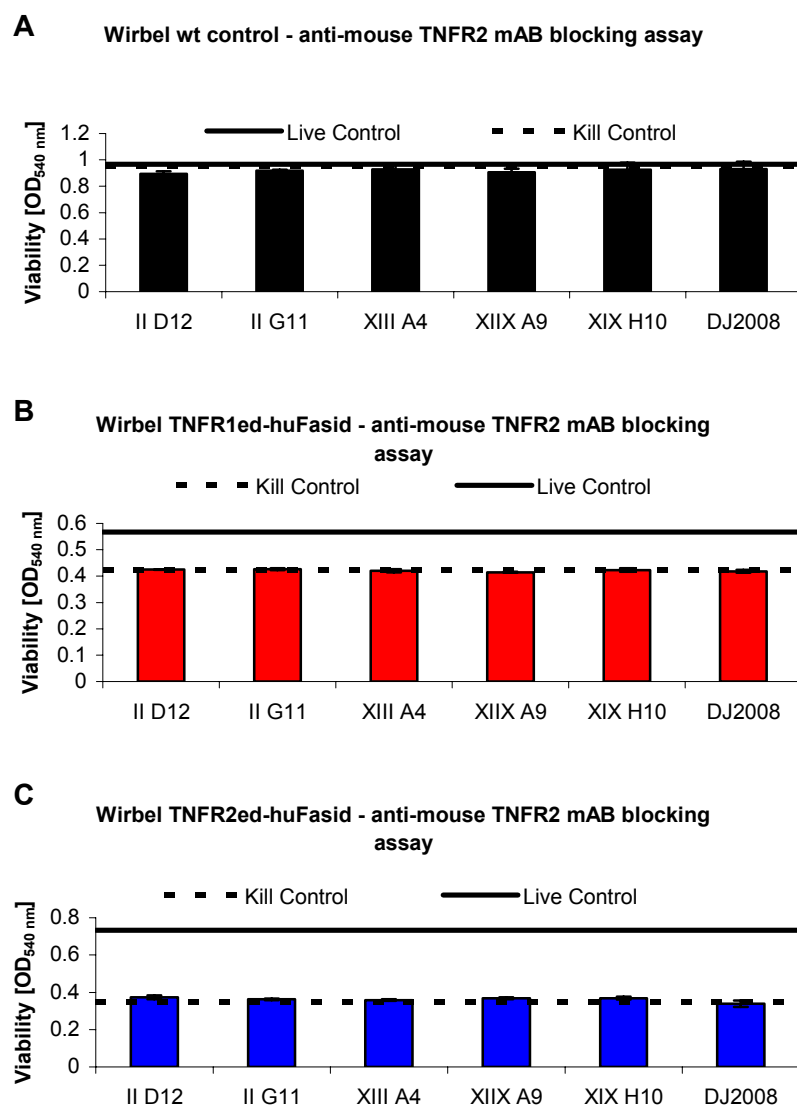 A
Wirbel wt control - anti-mouse TNFR2 mAB blocking assay
Live Control
Kill Control
Viability [OD540 nm]
1.2
1
0.8
0.6
0.4
0.2
0
II D12
II G11
XIII A4
XIIX A9
XIX H10
DJ2008
B
Wirbel TNFR1ed-huFasid - anti-mouse TNFR2 mAB blocking
assay
Kill Control
Live Control
Viability [OD540 nm]
0.6
0.5
0.4
0.3
0.2
0.1
0
II D12
II G11
XIII A4
XIIX A9
XIX H10
DJ2008
C
Wirbel TNFR2ed-huFasid - anti-mouse TNFR2 mAB blocking
assay
Kill Control
Live Control
Viability [OD540 nm]
0.8
0.6
0.4
0.2
0
II D12
II G11
XIII A4
XIIX A9
XIX H10
DJ2008